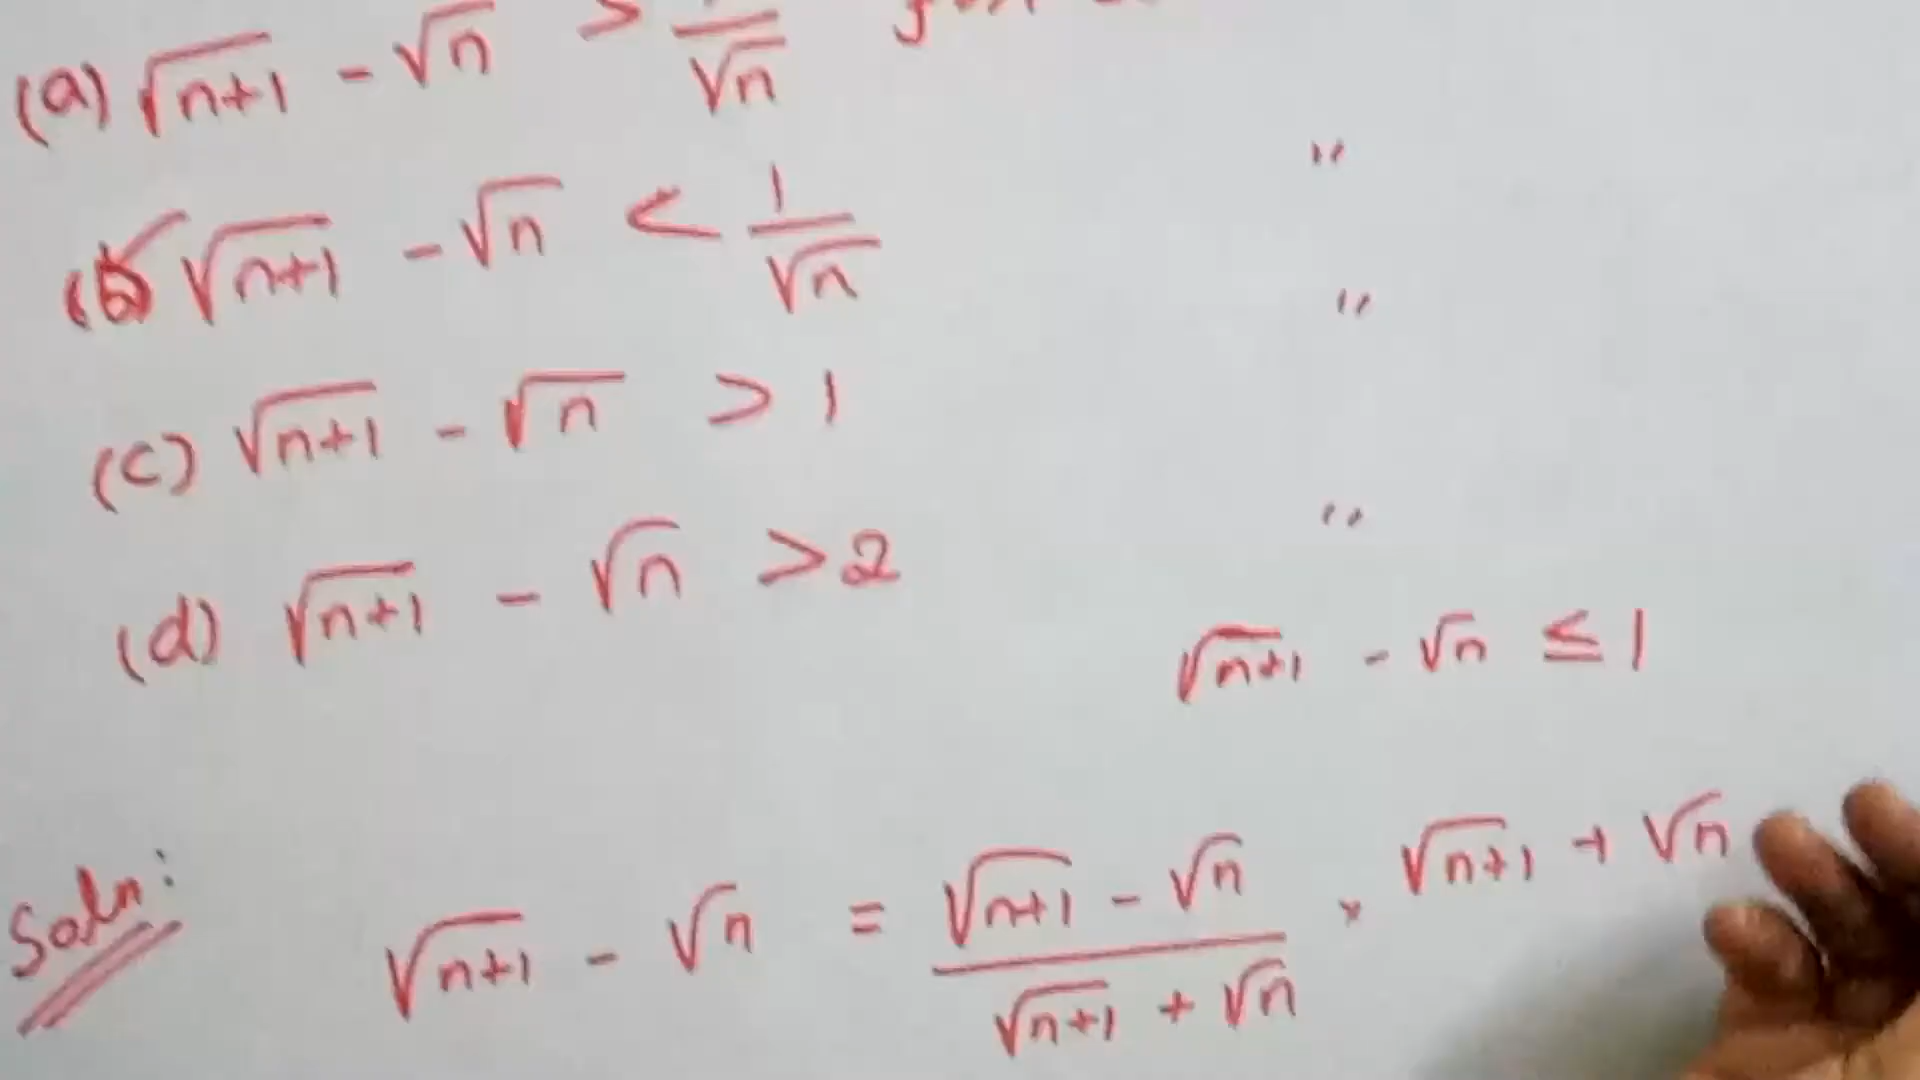 (a) √n+1 - √n > 1/√n
"
(b) √n+1 - √n < 1/√n
"
(c) √n+1 - √n > 1
"
(d) √n+1 - √n > 2
√n+1 - √n ≤ 1
Soln: √n+1 - √n = (√n+1 - √n)/(√n+1 + √n) × √n+1 + √n